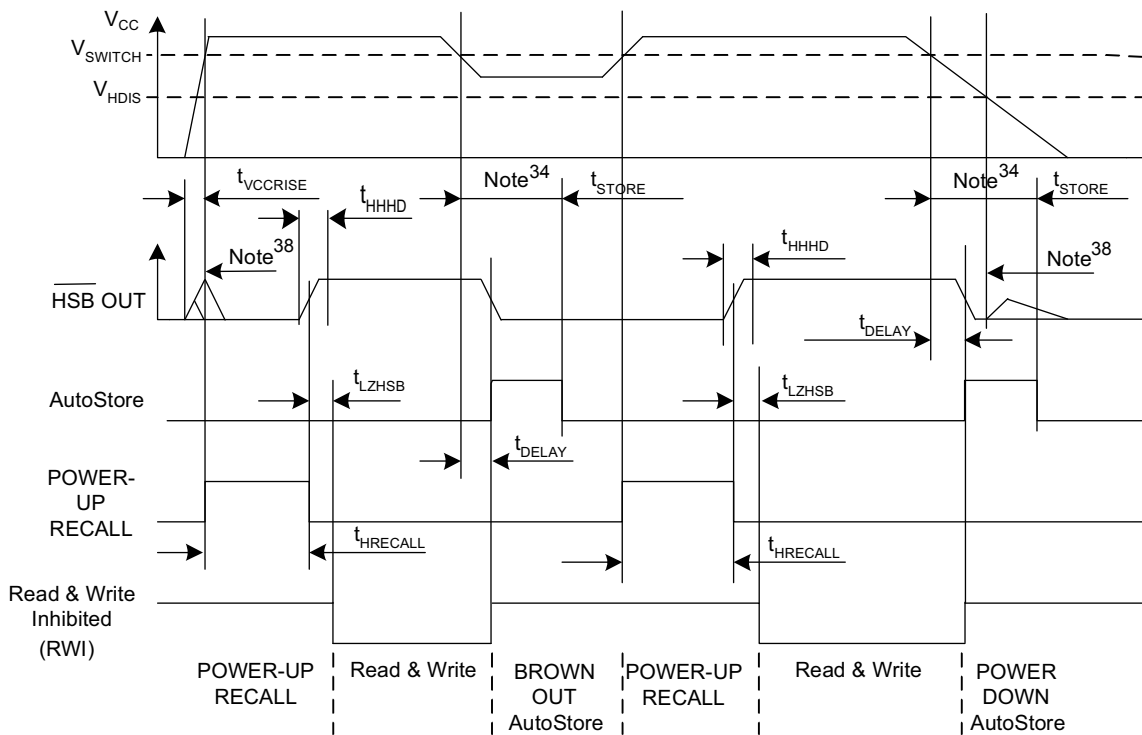 VCC
VSWITCH
VHDIS
tVCCRISE
Note34
tSTORE
Note34
tSTORE
tHHHD
tHHHD
Note38
Note38
HSB OUT
tDELAY
tLZHSB
tLZHSB
AutoStore
tDELAY
POWER-
UP
RECALL
tHRECALL
tHRECALL
Read & Write
Inhibited
(RWI)
POWER-UP
RECALL
Read & Write
BROWN
OUT
AutoStore
POWER-UP
RECALL
Read & Write
POWER
DOWN
AutoStore